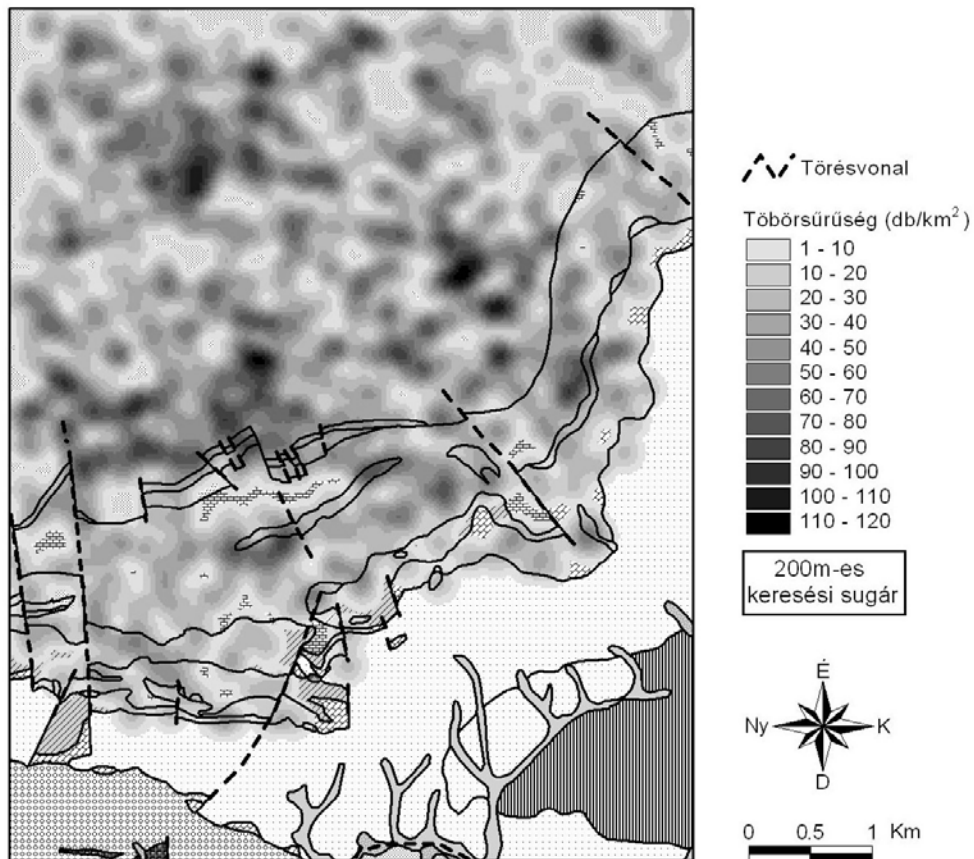 Törésvonal
Töbörsűrűség (db/km²)
1 - 10
10 - 20
20 - 30
30 - 40
40 - 50
50 - 60
60 - 70
70 - 80
80 - 90
90 - 100
100 - 110
110 - 120
200m-es
keresési sugár
É
Ny K
D
0 0.5 1 Km